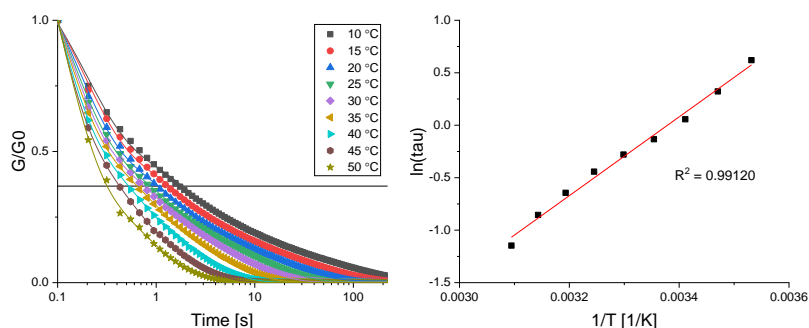 G/G0
1.0
0.5
0.0
0.1
1
10
100
Time [s]
10 °C
15 °C
20 °C
25 °C
30 °C
35 °C
40 °C
45 °C
50 °C
ln(tau)
1.0
0.5
0.0
-0.5
-1.0
-1.5
0.0030
0.0032
0.0034
0.0036
1/T [1/K]
R² = 0.99120